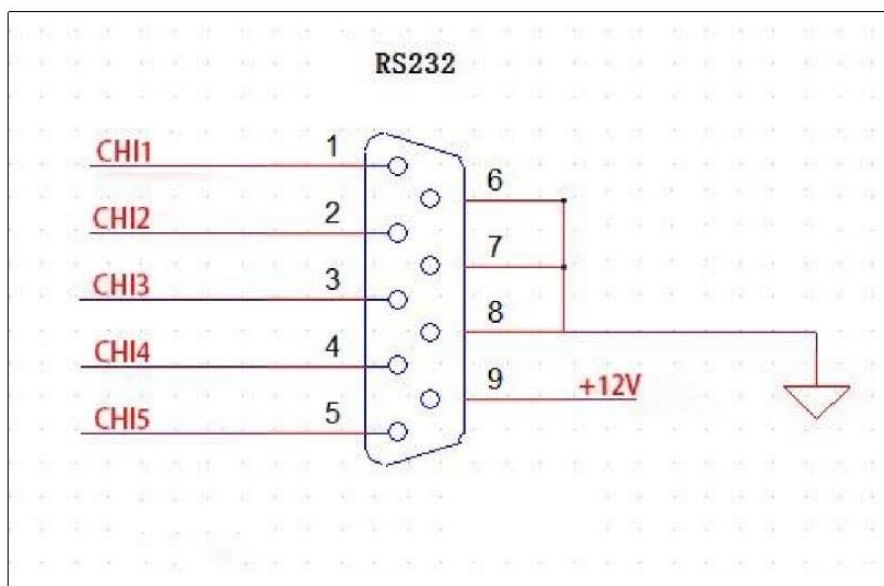 RS232
CHI1 1
6
CHI2 2
7
CHI3 3
8
CHI4 4
9 +12V
CHI5 5